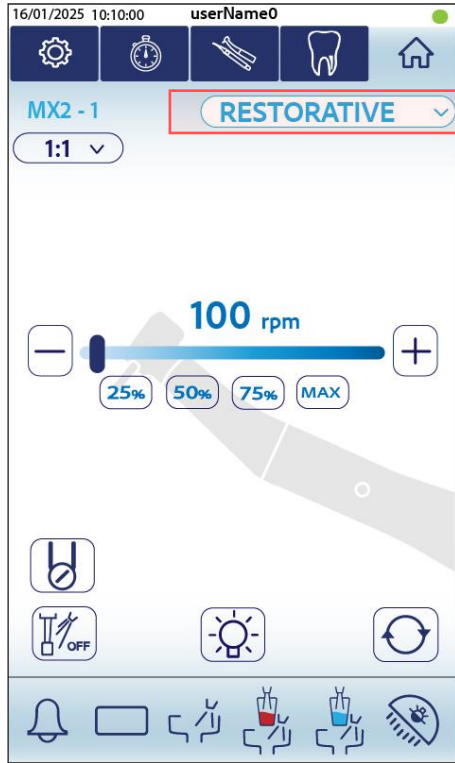 16/01/2025 10:10:00 userName0
MX2 - 1 RESTORATIVE
1:1
100 rpm
25% 50% 75% MAX
OFF